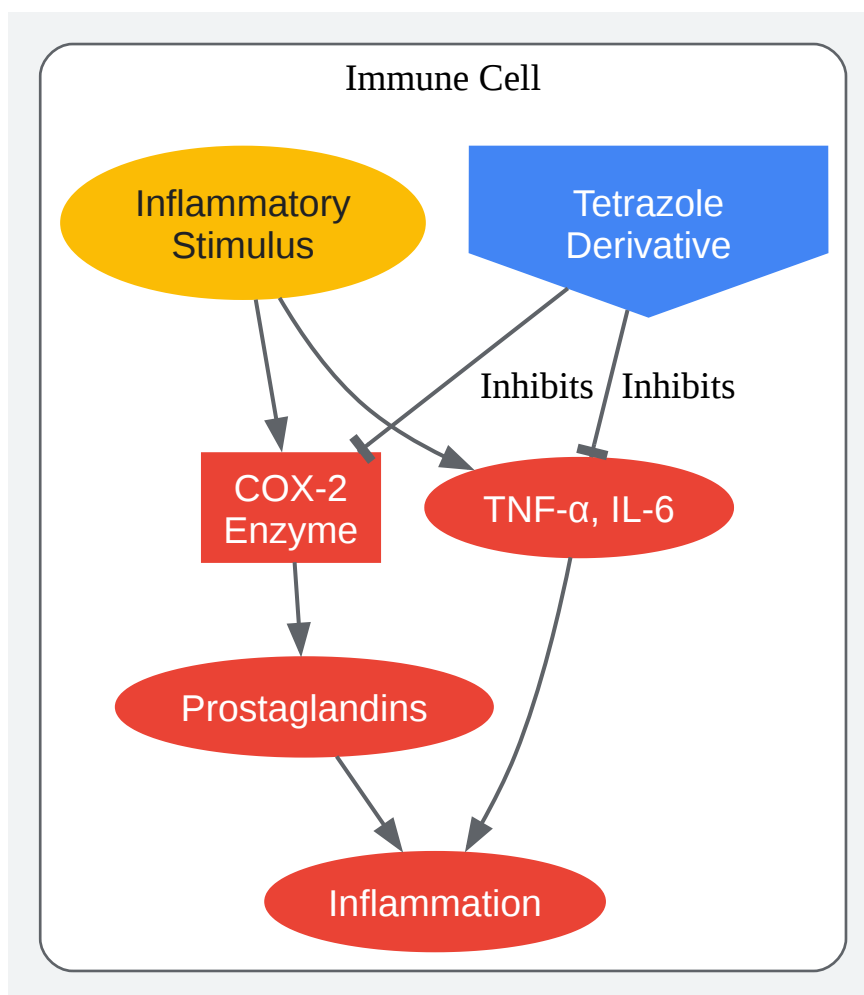 Immune Cell
Inflammatory
Stimulus
Tetrazole
Derivative
Inhibits
Inhibits
COX-2
Enzyme
TNF-α, IL-6
Prostaglandins
Inflammation